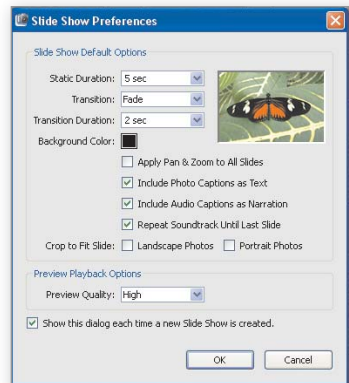 Slide Show Preferences
Slide Show Default Options
Static Duration: 5 sec
Transition: Fade
Transition Duration: 2 sec
Background Color:
Apply Pan & Zoom to All Slides
Include Photo Captions as Text
Include Audio Captions as Narration
Repeat Soundtrack Until Last Slide
Crop to Fit Slide: Landscape Photos Portrait Photos
Preview Playback Options
Preview Quality: High
Show this dialog each time a new Slide Show is created.
OK Cancel